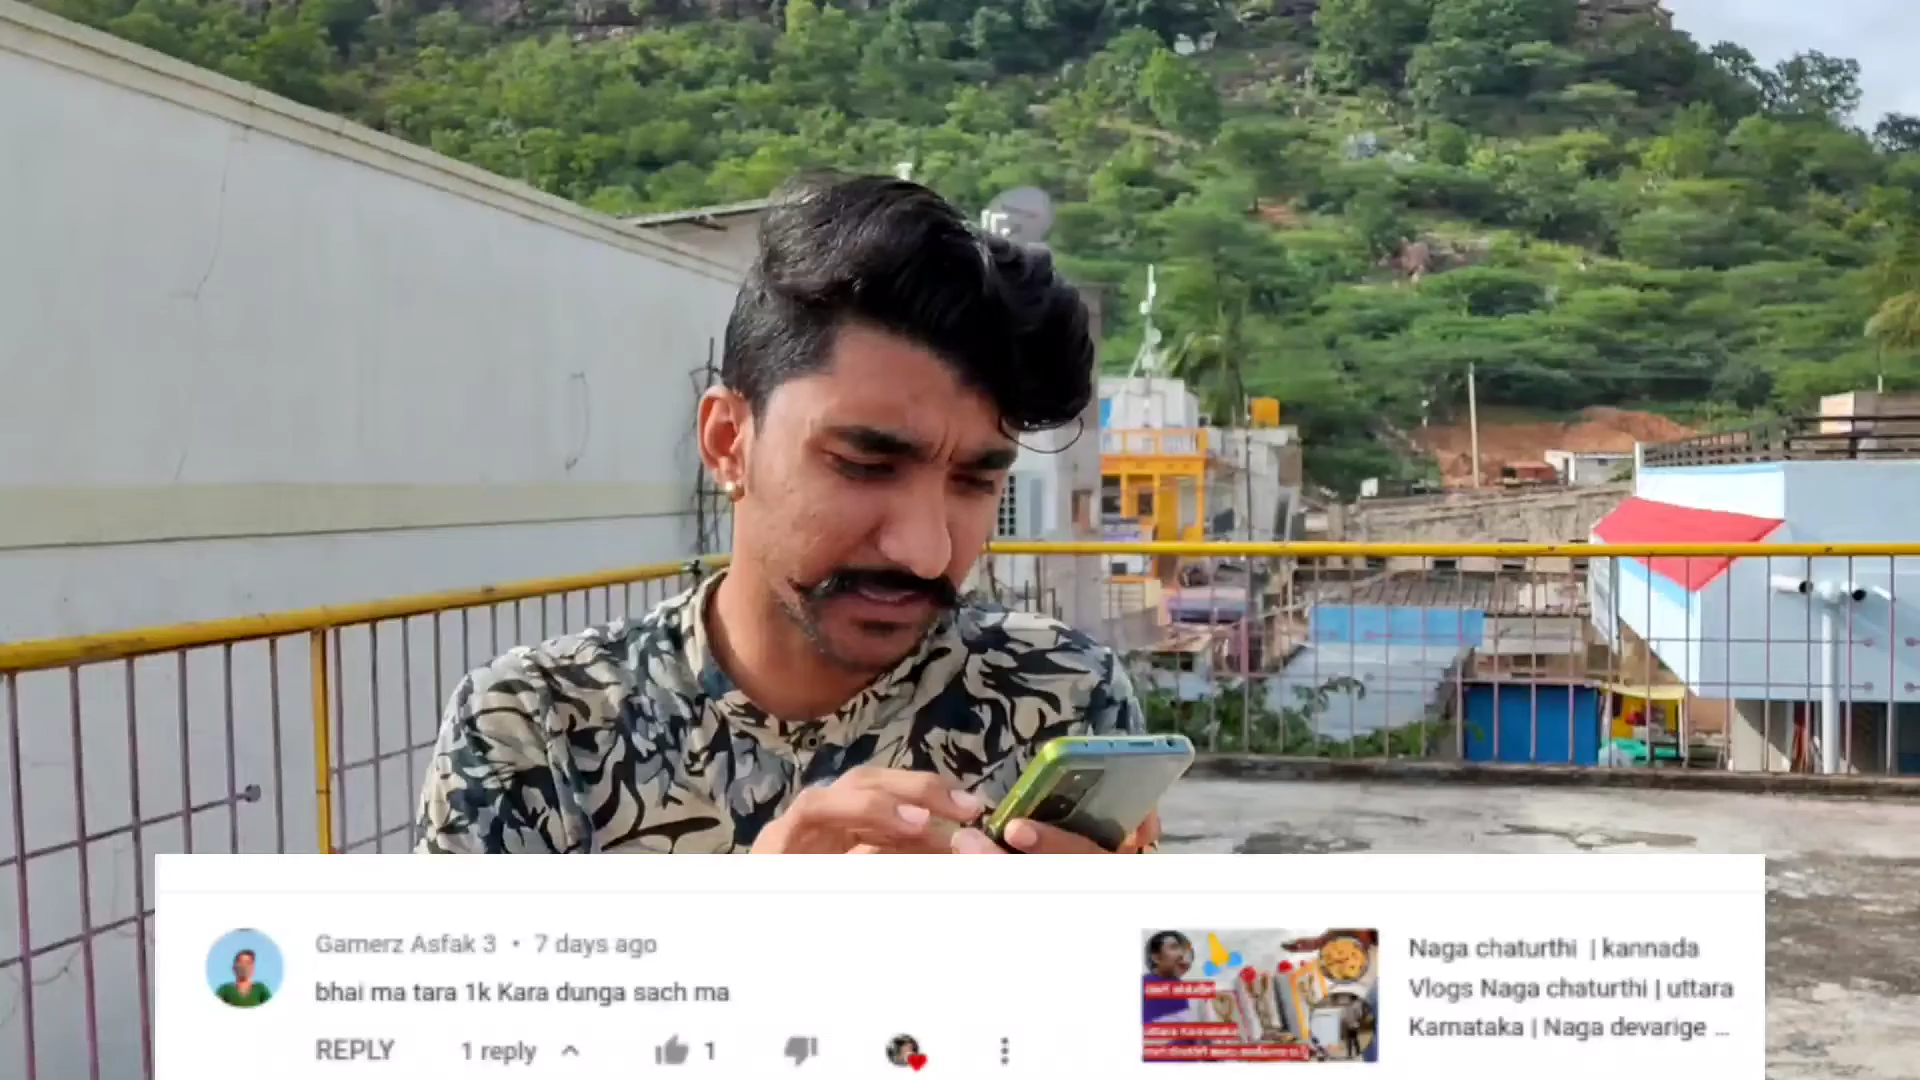 Gamerz Asfak 3 • 7 days ago
bhai ma tara 1k Kara dunga sach ma
REPLY 1 reply 1
Naga chaturthi | kannada
Vlogs Naga chaturthi | uttara
Karnataka | Naga devarige ...